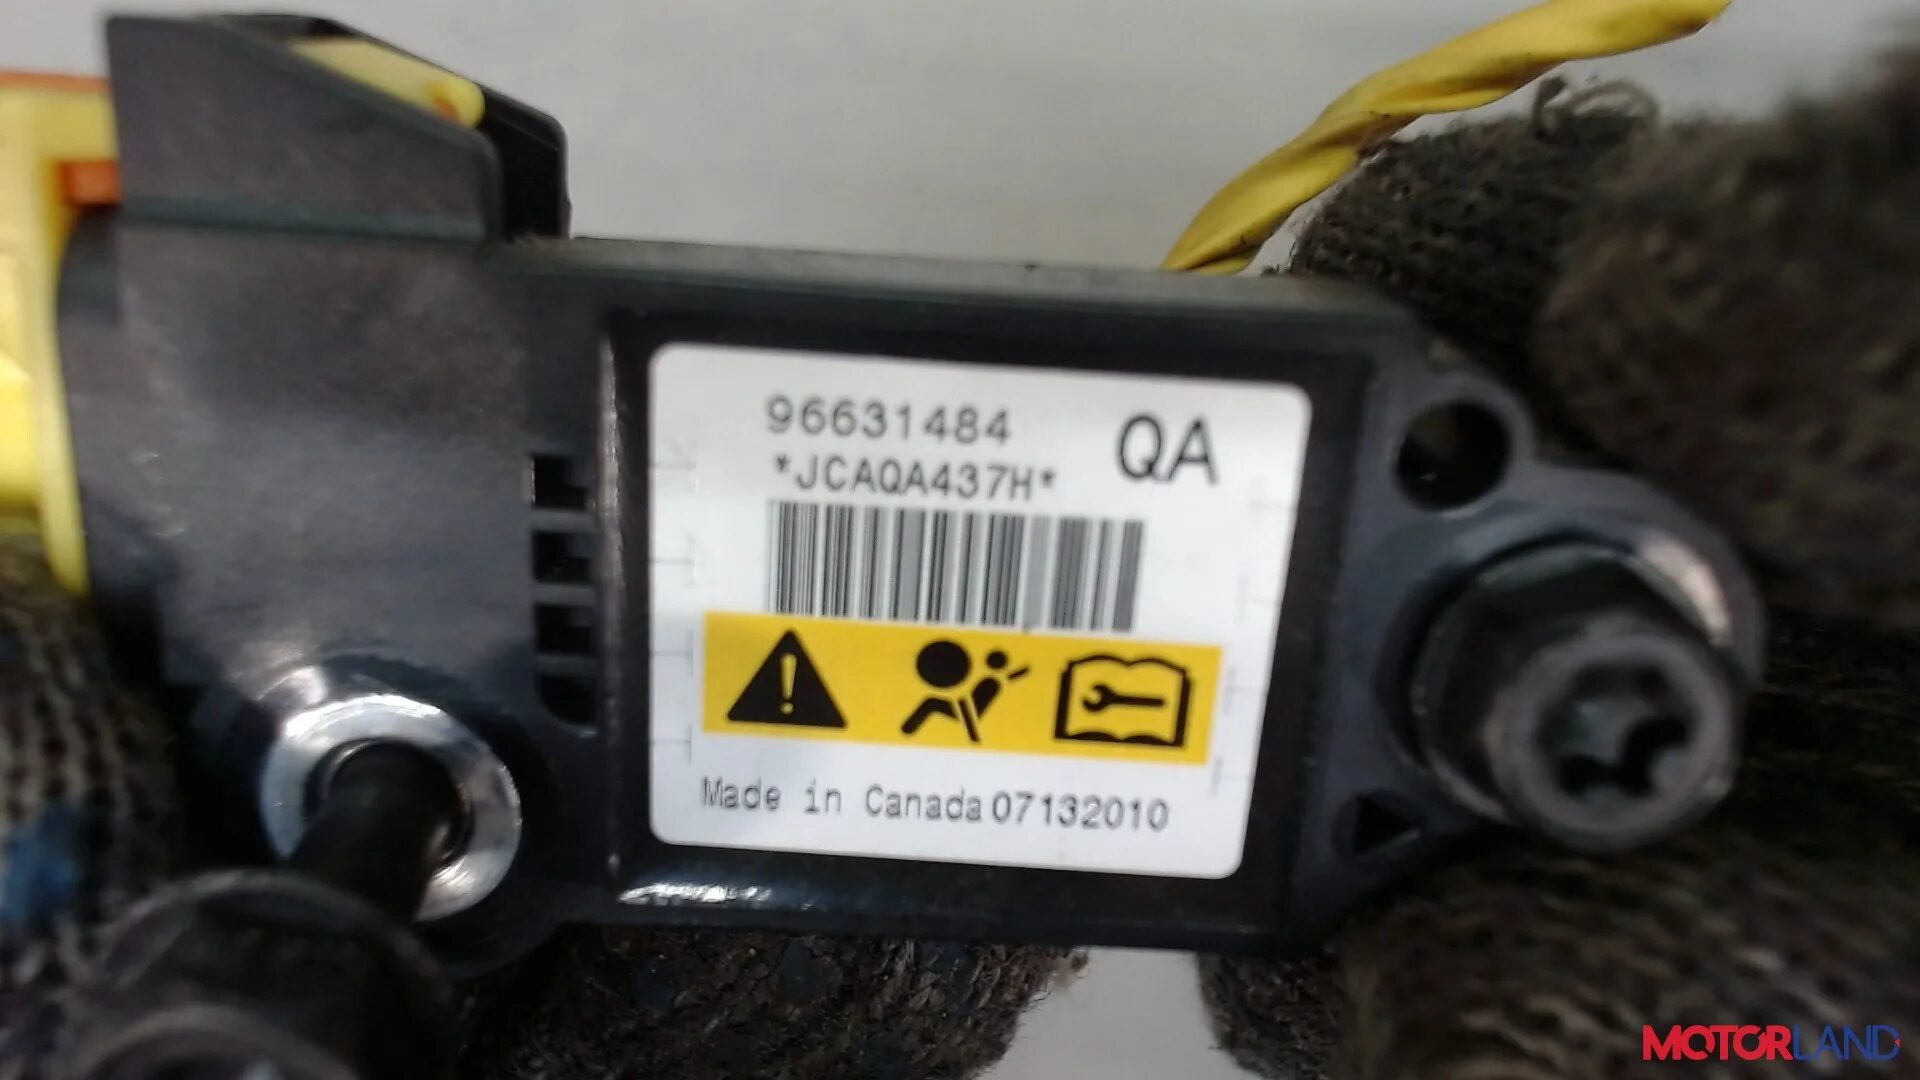 96631484 QA
*JCAQA437H*
Made in Canada 07132010
MOTORLAND